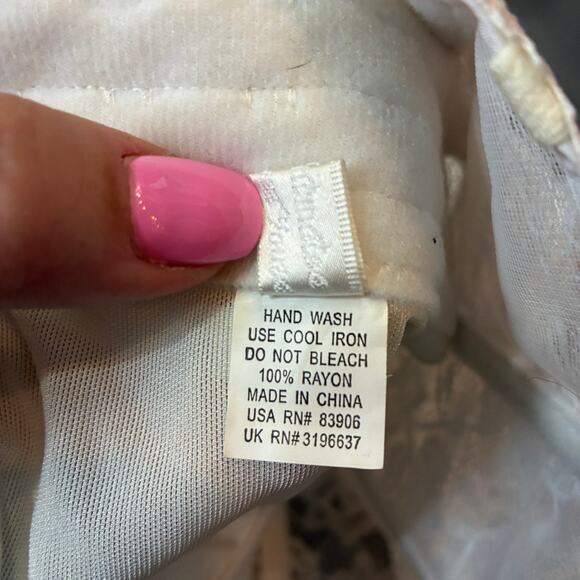 HAND WASH
USE COOL IRON
DO NOT BLEACH
100% RAYON
MADE IN CHINA
USA RN# 83906
UK RN#3196637